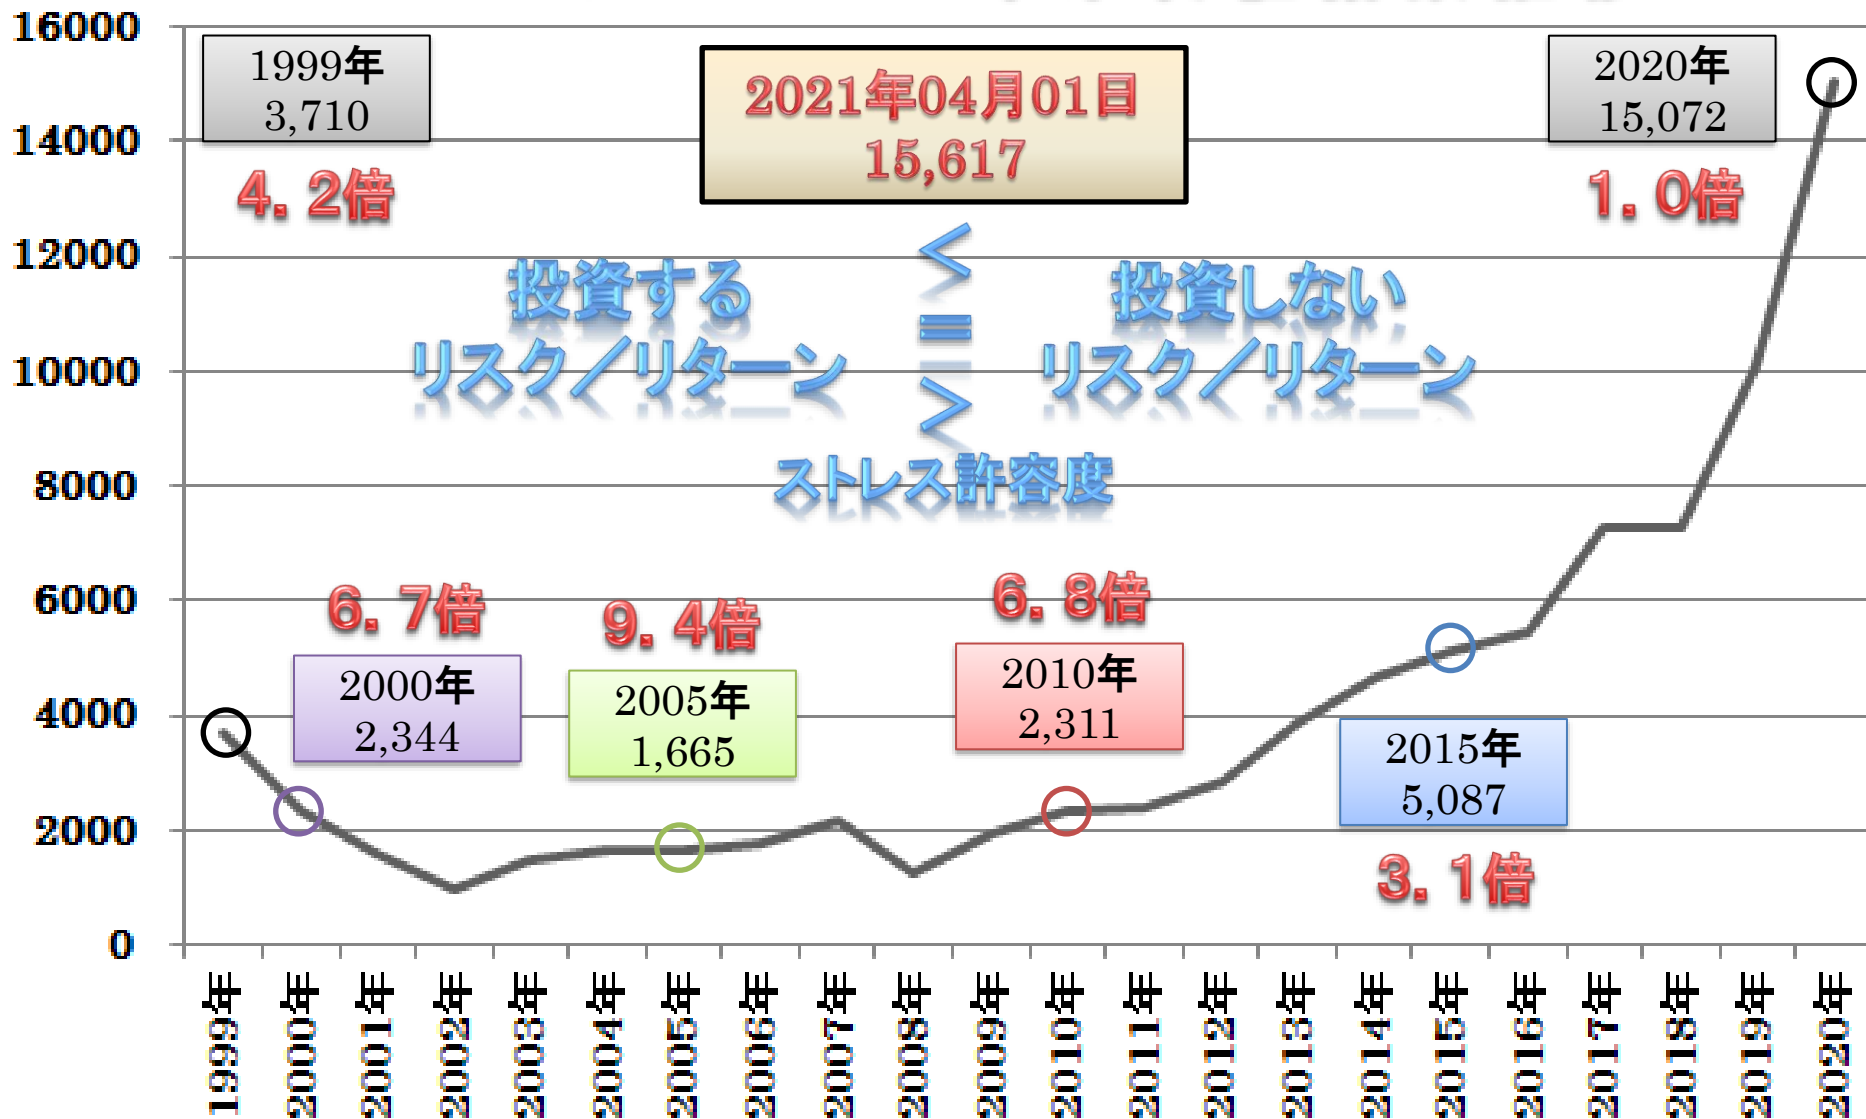 16000
14000
12000
10000
8000
6000
4000
2000
0
1999年
3,710
4．2倍
2021年04月01日
15,617
2020年
15,072
1．0倍
投資する
リスク／リターン
＜
＝
＞
投資しない
リスク／リターン
ストレス許容度
6．7倍
2000年
2,344
9．4倍
2005年
1,665
6．8倍
2010年
2,311
2015年
5,087
3．1倍
1999年
2000年
2001年
2002年
2003年
2004年
2005年
2006年
2007年
2008年
2009年
2010年
2011年
2012年
2013年
2014年
2015年
2016年
2017年
2018年
2019年
2020年